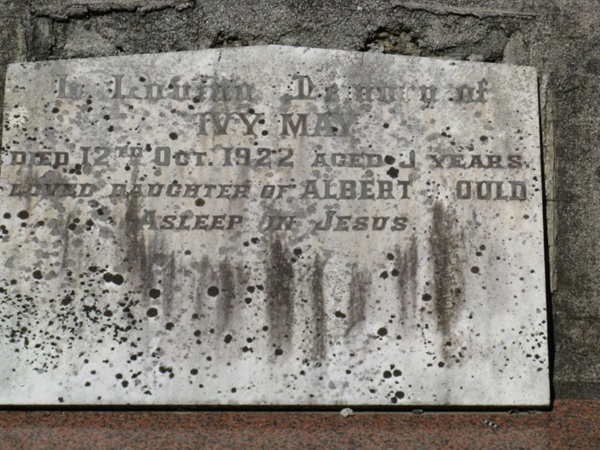 In Loving Memory of
IVY MAY
DIED 12TH OCT. 1922 AGED YEARS
LOVED DAUGHTER OF ALBERT OULD
ASLEEP IN JESUS